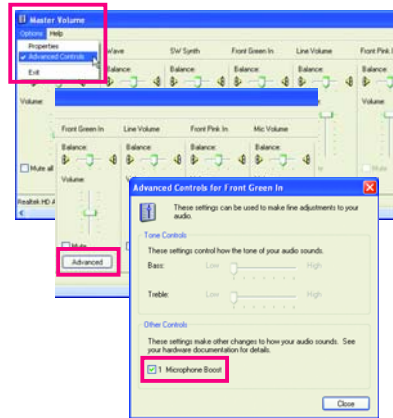 Master Volume
Options Help
Properties
Advanced Controls
Exit
Wave
SW Synth
Front Green In
Line Volume
Front Pink I
Balance:
Balance:
Balance:
Balance:
Volume:
Volume:
Mute all
Mute
Realtek HD A
Front Green In
Line Volume
Front Pink In
Mic Volume
Balance:
Balance:
Balance:
Balance:
Volume:
Mute
Advanced
Advanced Controls for Front Green In
These settings can be used to make fine adjustments to your
audio.
Tone Controls
These settings control how the tone of your audio sounds.
Bass:
Low
High
Treble:
Low
High
Other Controls
These settings make other changes to how your audio sounds. See
your hardware documentation for details.
1 Microphone Boost
Close